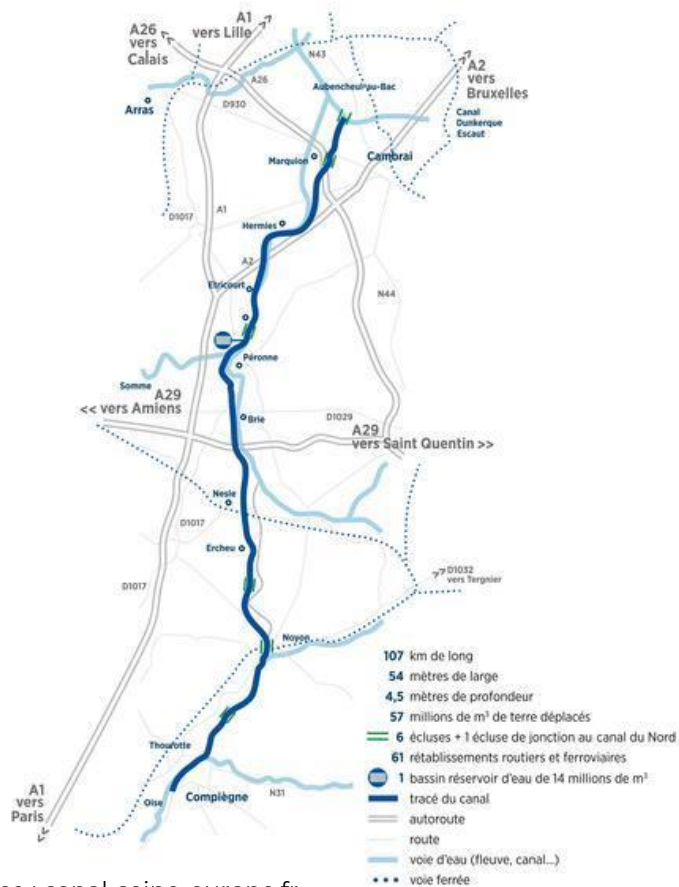 A1
vers Lille
A26
vers
Calais
N43
A26
A2
vers
Bruxelles
Aubencheul-au-Bac
D930
Arras
Canal
Dunkerque
Escaut
Marquion
Cambrai
D1017
A1
Hermies
A2
Etricourt
N44
Péronne
Somme
A29
<< vers Amiens
Brie
D1029
A29
vers Saint Quentin >>
Nesle
D1017
Ercheu
D1032
vers Tergnier
D1017
Noyon
107 km de long
54 mètres de large
4,5 mètres de profondeur
57 millions de m³ de terre déplacés
6 écluses + 1 écluse de jonction au canal du Nord
61 rétablissements routiers et ferroviaires
1 bassin réservoir d'eau de 14 millions de m³
tracé du canal
autoroute
route
voie d'eau (fleuve, canal...)
voie ferrée
Thourotte
Compiègne
N31
Oise
A1
vers
Paris